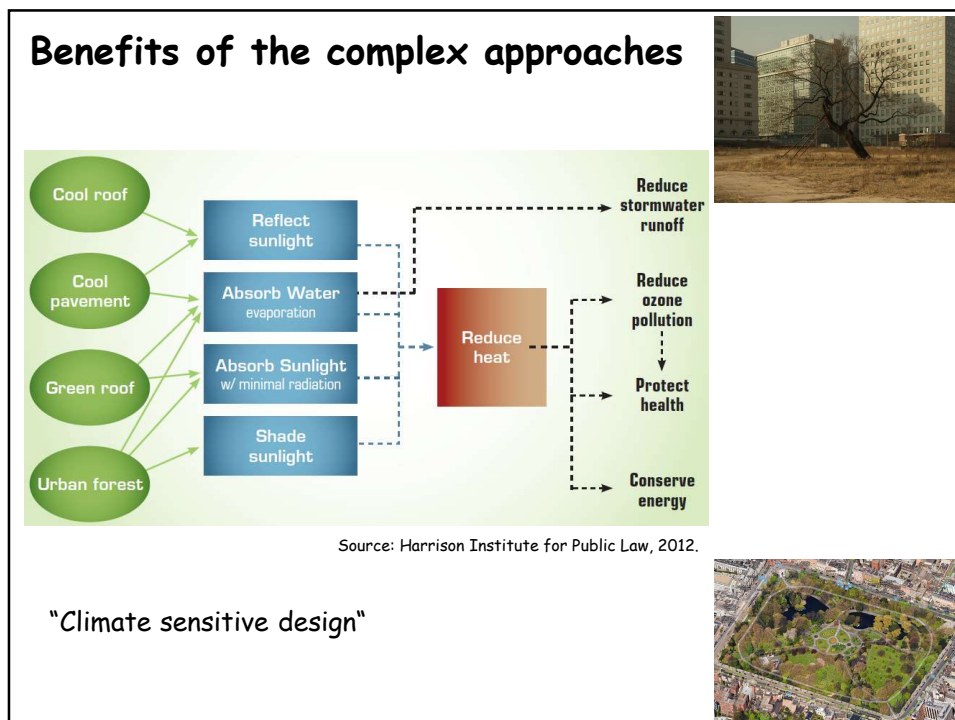 Benefits of the complex approaches
Cool roof
Cool
pavement
Green roof
Urban forest
Reflect
sunlight
Absorb Water
evaporation
Absorb Sunlight
w/ minimal radiation
Shade
sunlight
Reduce
heat
Reduce
stormwater
runoff
Reduce
ozone
pollution
Protect
health
Conserve
energy
Source: Harrison Institute for Public Law, 2012.
“Climate sensitive design“